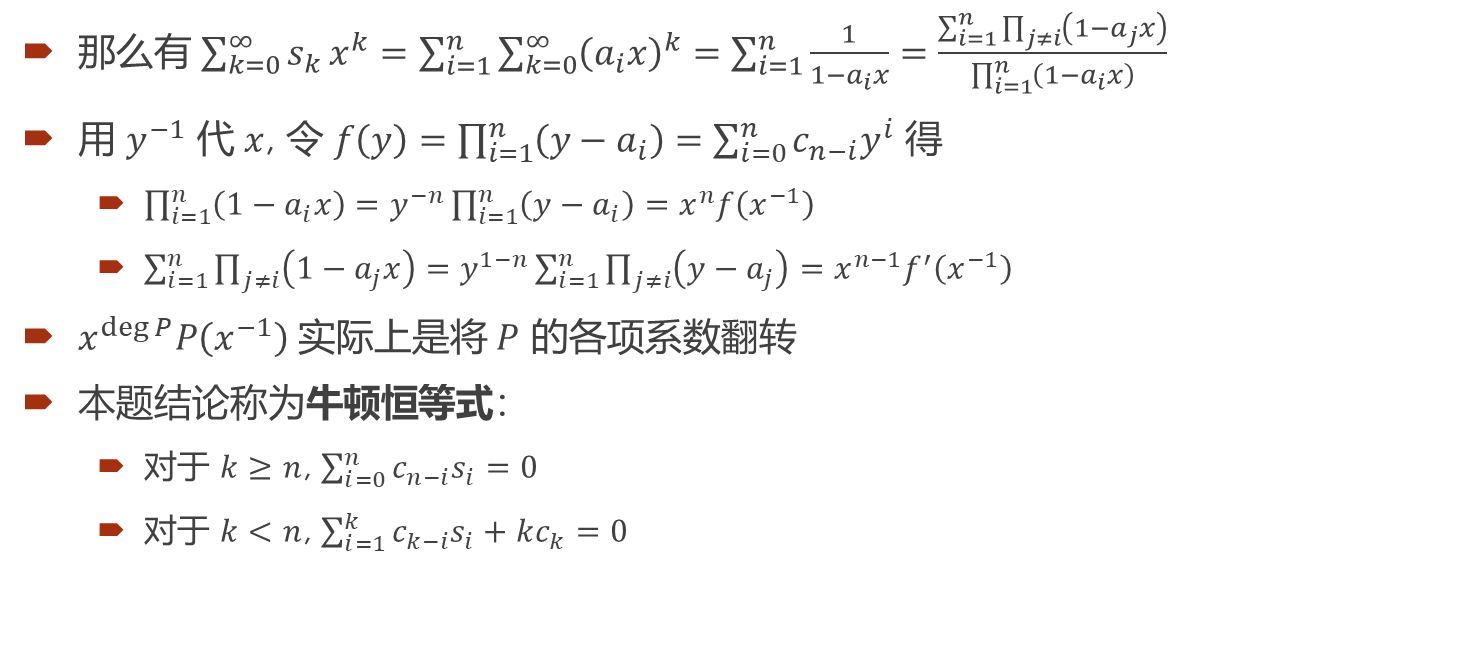 那么有 ∑_{k=0}^{∞} s_k x^k = ∑_{i=1}^{n} ∑_{k=0}^{∞} (a_i x)^k = ∑_{i=1}^{n} \frac{1}{1−a_i x} = \frac{∑_{i=1}^{n} ∏_{j≠i}(1−a_j x)}{∏_{i=1}^{n}(1−a_i x)}
用 y^{−1} 代 x, 令 f(y) = ∏_{i=1}^{n}(y − a_i) = ∑_{i=0}^{n} c_{n−i} y^i 得
∏_{i=1}^{n}(1 − a_i x) = y^{−n} ∏_{i=1}^{n}(y − a_i) = x^n f(x^{−1})
∑_{i=1}^{n} ∏_{j≠i}(1 − a_j x) = y^{1−n} ∑_{i=1}^{n} ∏_{j≠i}(y − a_j) = x^{n−1} f′(x^{−1})
x^{deg P} P(x^{−1}) 实际上是将 P 的各项系数翻转
本题结论称为牛顿恒等式:
对于 k ≥ n, ∑_{i=0}^{n} c_{n−i} s_i = 0
对于 k < n, ∑_{i=1}^{k} c_{k−i} s_i + k c_k = 0